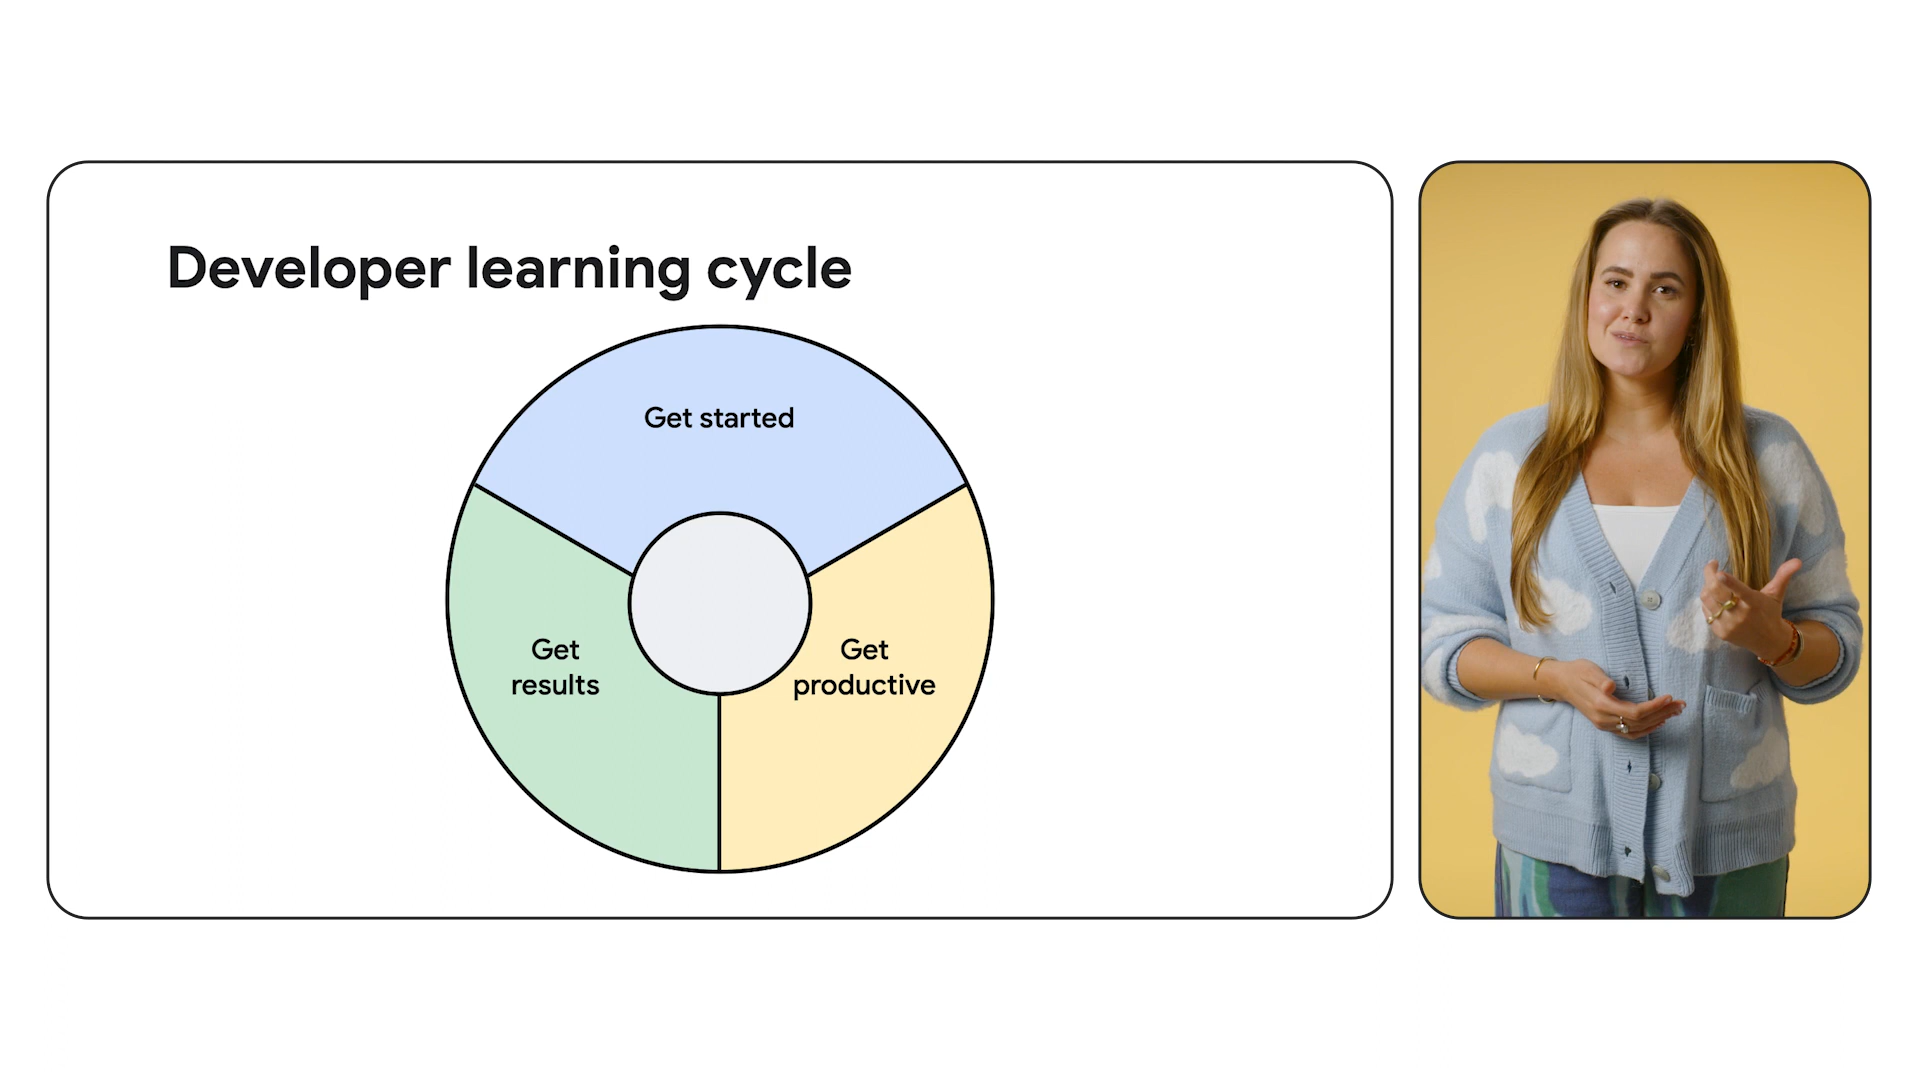 Developer learning cycle
Get started
Get
results
Get
productive